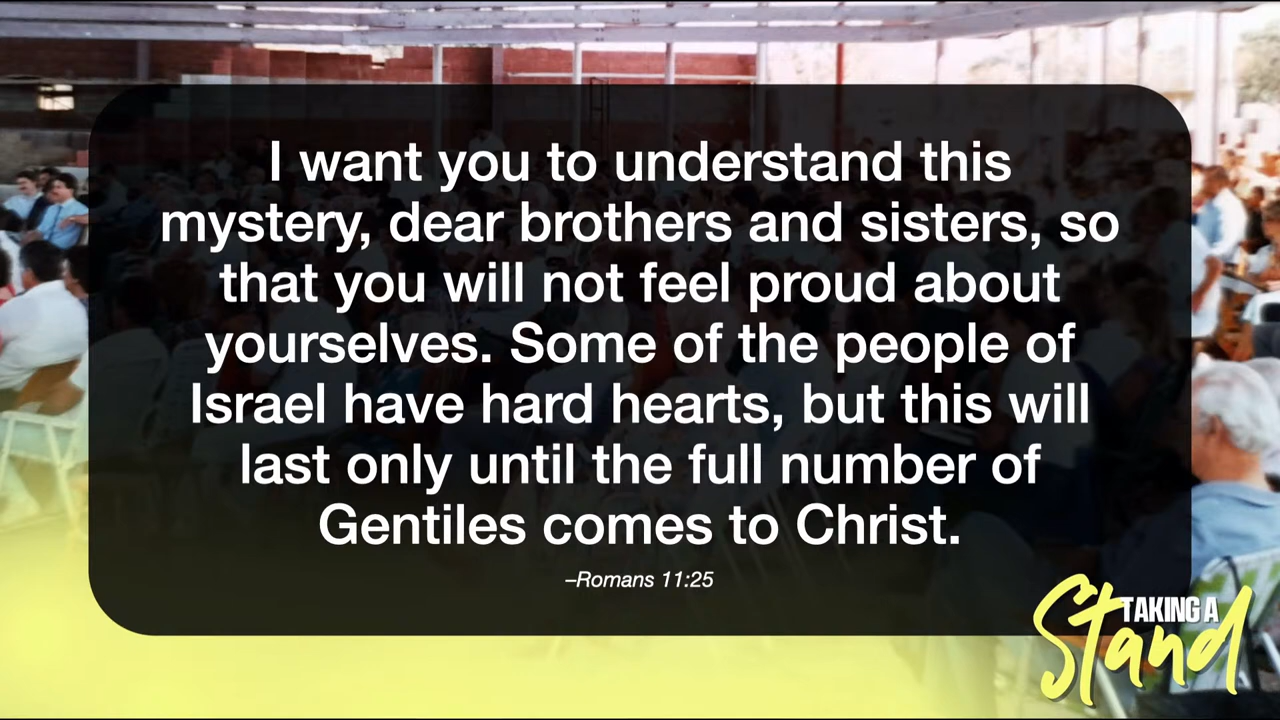 I want you to understand this
mystery, dear brothers and sisters, so
that you will not feel proud about
yourselves. Some of the people of
Israel have hard hearts, but this will
last only until the full number of
Gentiles comes to Christ.
–Romans 11:25
TAKING A
Stand